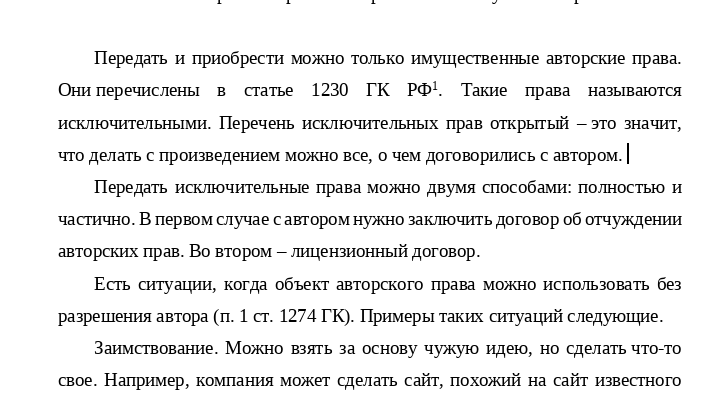 Передать и приобрести можно только имущественные авторские права.
Они перечислены в статье 1230 ГК РФ1. Такие права называются
исключительными. Перечень исключительных прав открытый – это значит,
что делать с произведением можно все, о чем договорились с автором.
Передать исключительные права можно двумя способами: полностью и
частично. В первом случае с автором нужно заключить договор об отчуждении
авторских прав. Во втором – лицензионный договор.
Есть ситуации, когда объект авторского права можно использовать без
разрешения автора (п. 1 ст. 1274 ГК). Примеры таких ситуаций следующие.
Заимствование. Можно взять за основу чужую идею, но сделать что-то
свое. Например, компания может сделать сайт, похожий на сайт известного